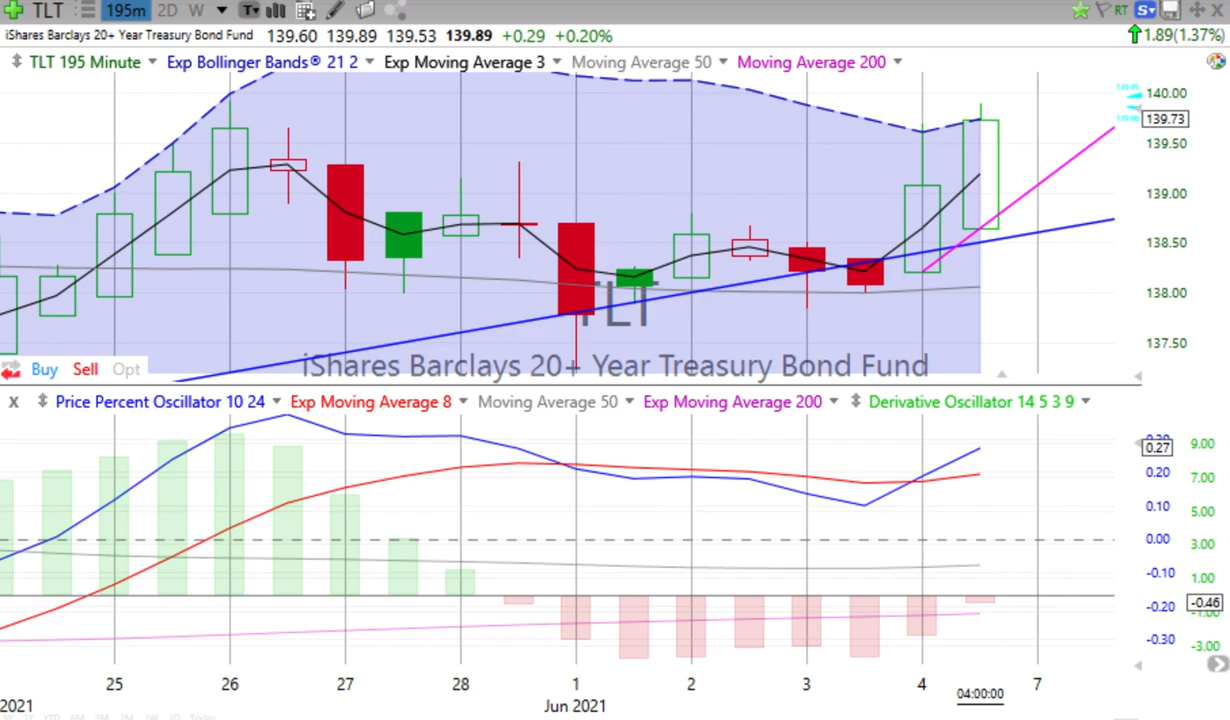 TLT 195m 2D W T RT S
iShares Barclays 20+ Year Treasury Bond Fund 139.60 139.89 139.53 139.89 +0.29 +0.20% 1.89(1.37%)
TLT 195 Minute Exp Bollinger Bands® 21 2 Exp Moving Average 3 Moving Average 50 Moving Average 200
140.00
139.73
139.50
139.00
138.50
138.00
137.50
TLT
iShares Barclays 20+ Year Treasury Bond Fund
Buy Sell Opt
X Price Percent Oscillator 10 24 Exp Moving Average 8 Moving Average 50 Exp Moving Average 200 Derivative Oscillator 14 5 3 9
9.00
0.27
0.20 7.00
0.10 5.00
0.00 3.00
-0.10 1.00
-0.20 -0.46
-0.30 -3.00
25 26 27 28 1 2 3 4 7
04:00:00
2021 Jun 2021